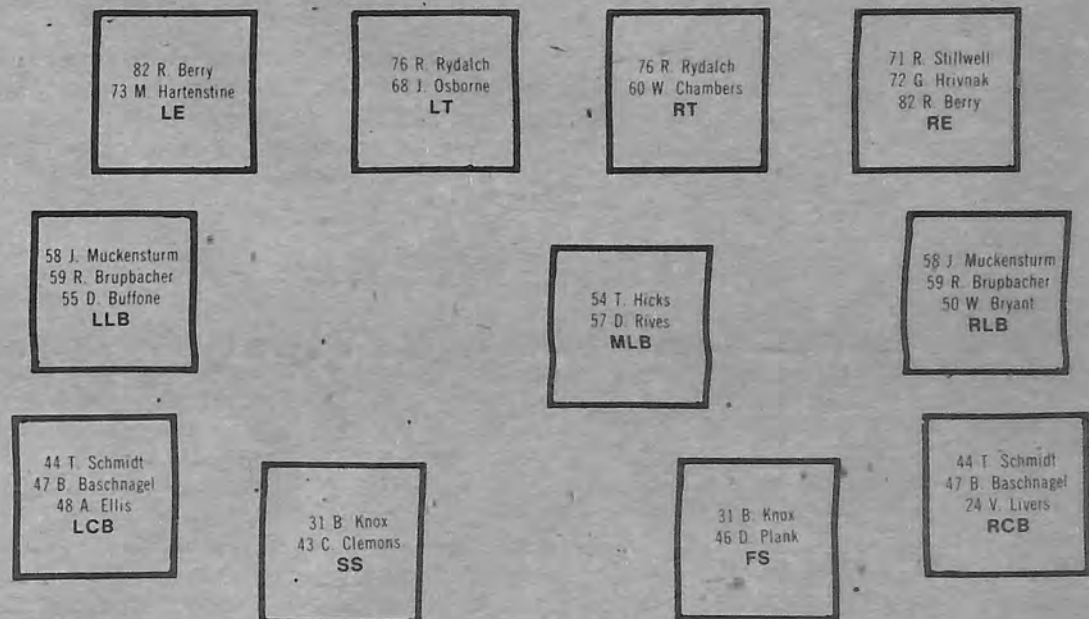 82 R. Berry
73 M. Hartenstine
LE
76 R. Rydalch
68 J. Osborne
LT
76 R. Rydalch
60 W. Chambers
RT
71 R. Stillwell
72 G. Hrivnak
82 R. Berry
RE
58 J. Muckensturm
59 R. Brupbacher
55 D. Buffone
LLB
54 T. Hicks
57 D. Rives
MLB
58 J. Muckensturm
59 R. Brupbacher
50 W. Bryant
RLB
44 T. Schmidt
47 B. Baschnagel
48 A. Ellis
LCB
31 B. Knox
43 C. Clemons
SS
31 B. Knox
46 D. Plank
FS
44 T. Schmidt
47 B. Baschnagel
24 V. Livers
RCB